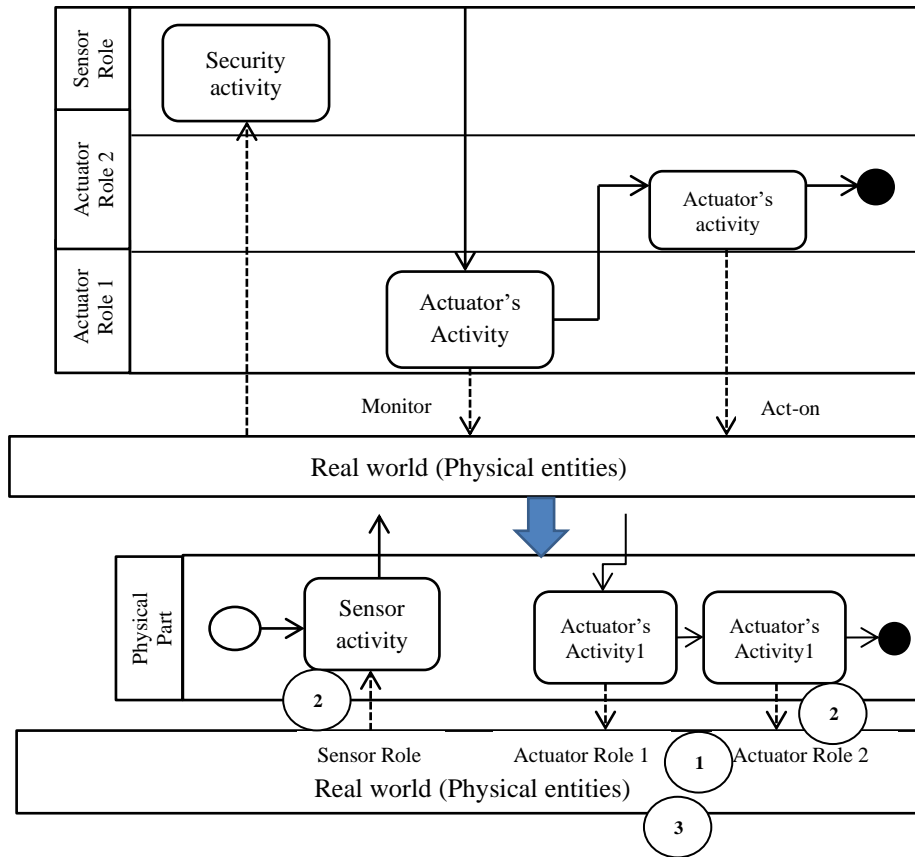 Sensor
Role
Security
activity
Actuator
Role 2
Actuator's
activity
Actuator
Role 1
Actuator's
Activity
Monitor
Act-on
Real world (Physical entities)
Physical
Part
Sensor
activity
Actuator's
Activity1
Actuator's
Activity1
2
2
Sensor Role
Actuator Role 1
1
Actuator Role 2
Real world (Physical entities)
3